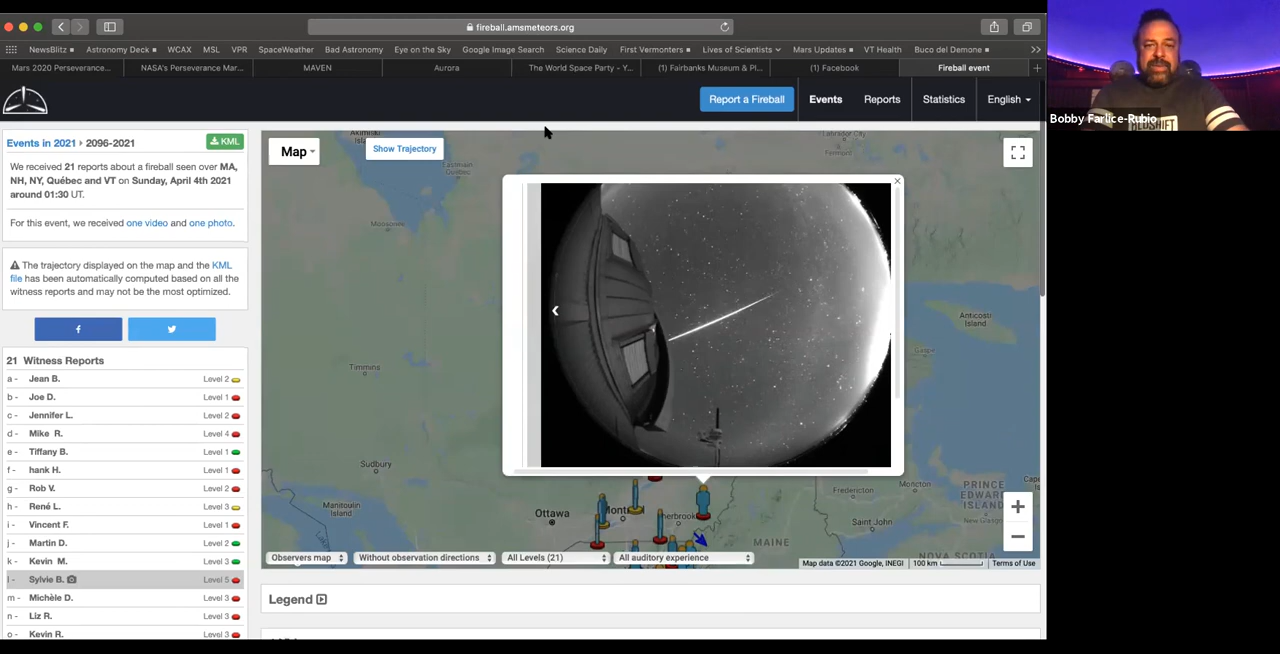 fireball.amsmeteors.org
NewsBlitz Astronomy Deck WCAX MSL VPR SpaceWeather Bad Astronomy Eye on the Sky Google Image Search Science Daily First Vermonters Lives of Scientists Mars Updates VT Health Buco del Demone
Mars 2020 Perseverance... NASA's Perseverance Mar... MAVEN Aurora The World Space Party - Y... (1) Fairbanks Museum & Pl... (1) Facebook Fireball event
Report a Fireball Events Reports Statistics English
Bobby Farlice-Rubio
REDSHIFT
Events in 2021 2096-2021 KML
We received 21 reports about a fireball seen over MA,
NH, NY, Québec and VT on Sunday, April 4th 2021
around 01:30 UT.
For this event, we received one video and one photo.
The trajectory displayed on the map and the KML
file has been automatically computed based on all the
witness reports and may not be the most optimized.
21 Witness Reports
a - Jean B. Level 2
b - Joe D. Level 1
c - Jennifer L. Level 2
d - Mike R. Level 4
e - Tiffany B. Level 1
f - hank H. Level 1
g - Rob V. Level 2
h - René L. Level 3
i - Vincent F. Level 1
j - Martin D. Level 2
k - Kevin M. Level 3
l - Sylvie B. Level 5
m - Michèle D. Level 3
n - Liz R. Level 3
o - Kevin R. Level 3
Map
Show Trajectory
Labrador City
Fermont
Eastmain
Moosonee
Timmins
Anticosti
Island
Gaspé
Sudbury
Manitoulin
Island
Ottawa
Sherbrooke
Fredericton
Moncton
PRINCE
EDWARD
ISLAND
Saint John
MAINE
NOVA SCOTIA
Observers map Without observation directions All Levels (21) All auditory experience
Map data ©2021 Google, INEGI 100 km Terms of Use
Legend